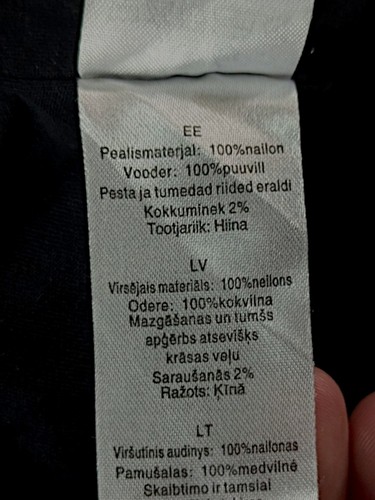 EE
Pealismaterjal: 100%nailon
Vooder: 100%puuvill
Pesta ja tumedad riided eraldi
Kokkuminek 2%
Tootjariik: Hiina
LV
Virsējais materiāls: 100%neilons
Odere: 100%kokvilna
Mazgāšanas un tumšs
apģērbs atsevišķs
krāsas veļu
Saraušanās 2%
Ražots: Ķīnā
LT
Viršutinis audinys: 100%nailonas
Pamušalas: 100%medvilnė
Skalbtimo ir tamsiai